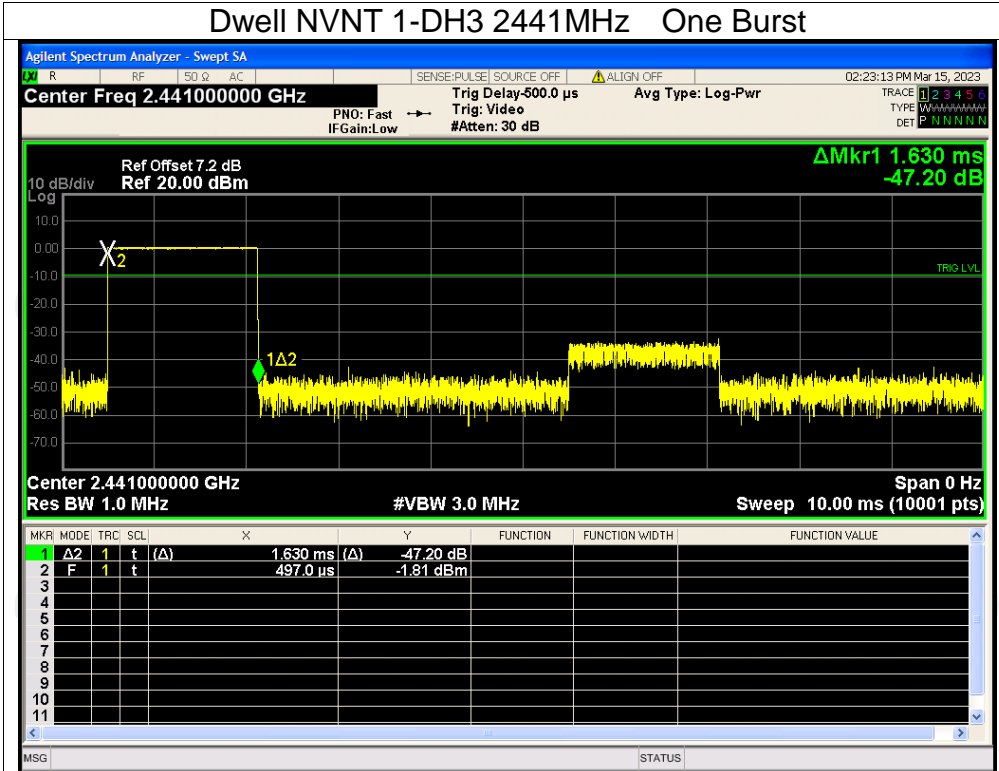 Dwell NVNT 1-DH3 2441MHz One Burst
Agilent Spectrum Analyzer - Swept SA
LXI R RF 50 Ω AC SENSE:PULSE SOURCE OFF ALIGN OFF 02:23:13 PM Mar 15, 2023
Center Freq 2.441000000 GHz
PNO: Fast
IFGain:Low
Trig Delay-500.0 µs
Trig: Video
#Atten: 30 dB
Avg Type: Log-Pwr
TRACE 1 2 3 4 5 6
TYPE WWWWWW
DET P N N N N N
ΔMkr1 1.630 ms
-47.20 dB
Ref Offset 7.2 dB
10 dB/div Ref 20.00 dBm
Log
10.0
0.00
2
-10.0
TRIG LVL
-20.0
-30.0
-40.0
1Δ2
-50.0
-60.0
-70.0
Center 2.441000000 GHz Span 0 Hz
Res BW 1.0 MHz #VBW 3.0 MHz Sweep 10.00 ms (10001 pts)
MKR MODE TRC SCL X Y FUNCTION FUNCTION WIDTH FUNCTION VALUE
1 Δ2 1 t (Δ) 1.630 ms (Δ) -47.20 dB
2 F 1 t 497.0 µs -1.81 dBm
3
4
5
6
7
8
9
10
11
MSG STATUS